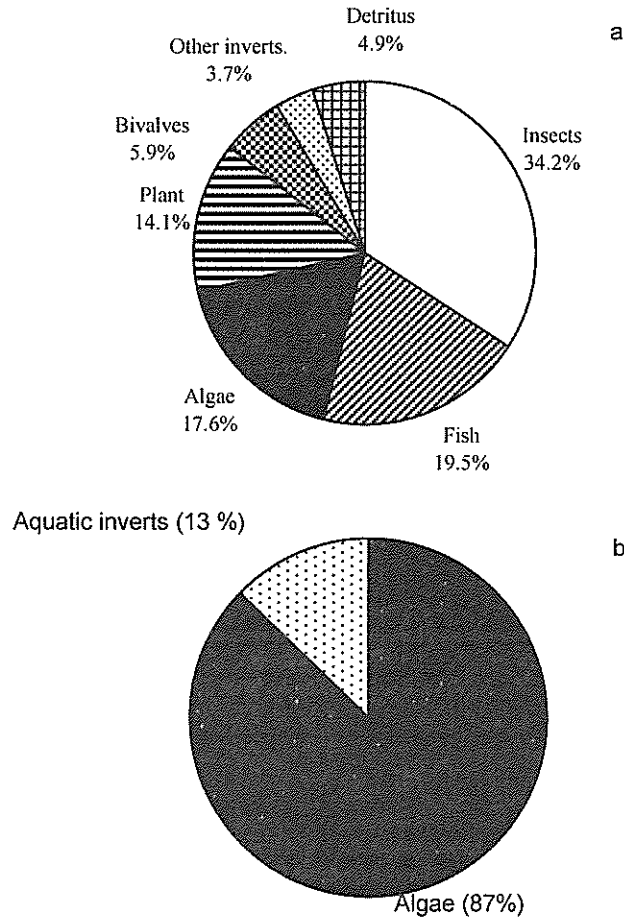 a
Detritus
4.9%
Other inverts.
3.7%
Bivalves
5.9%
Insects
34.2%
Plant
14.1%
Algae
17.6%
Fish
19.5%
Aquatic inverts (13 %)
b
Algae (87%)